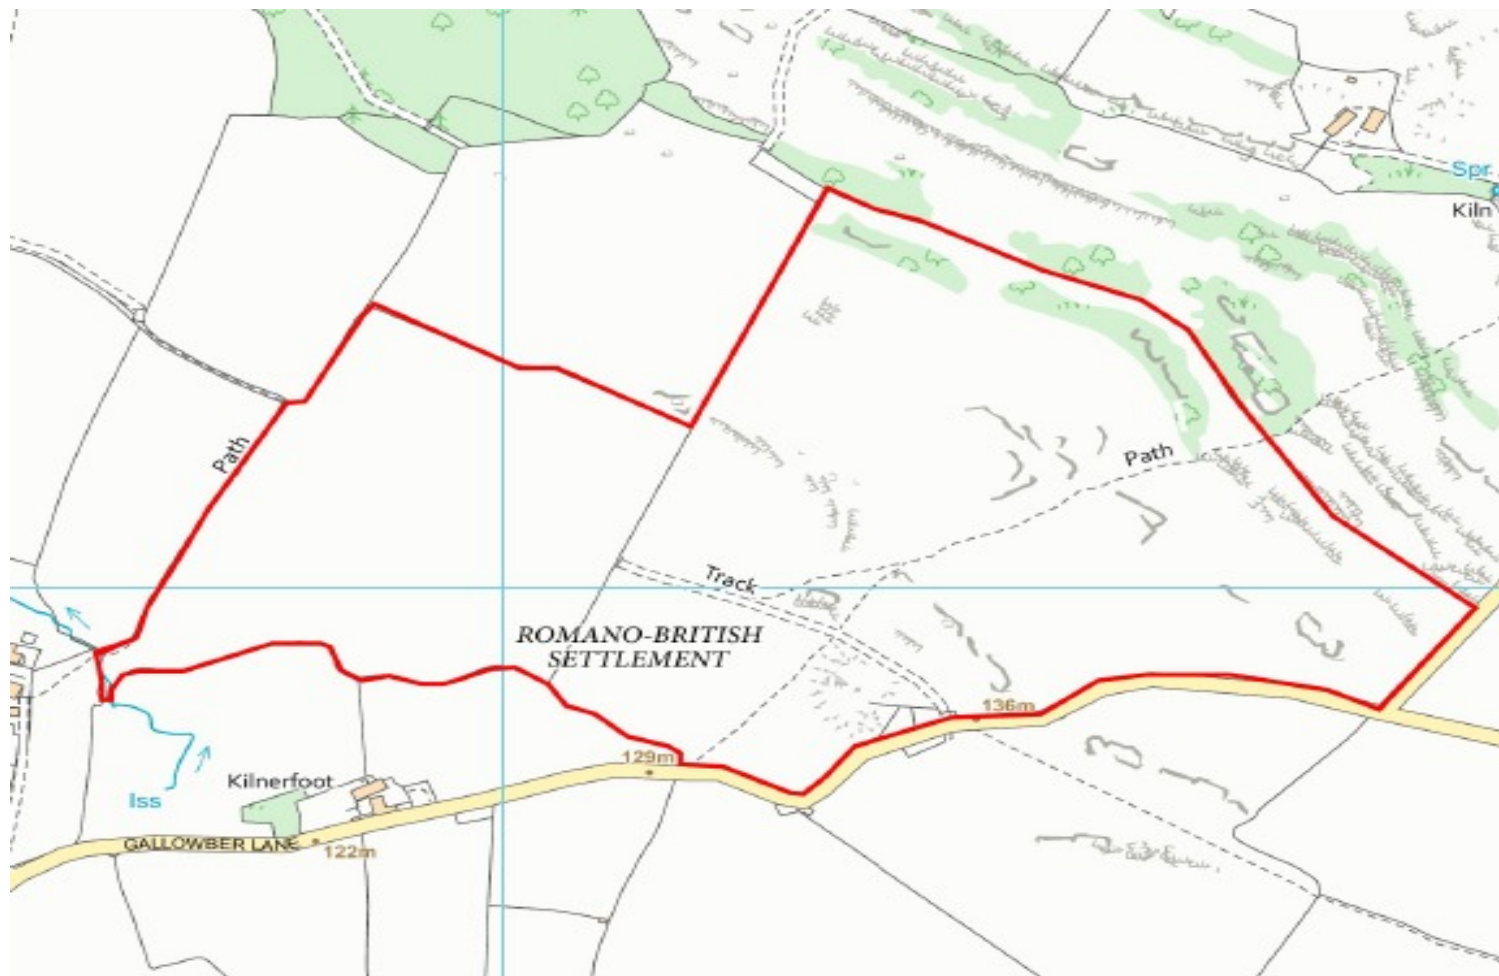 Spr
Kiln
Path
Path
Track
ROMANO-BRITISH
SETTLEMENT
136m
129m
Kilnerfoot
Iss
GALLOWBER LANE
122m